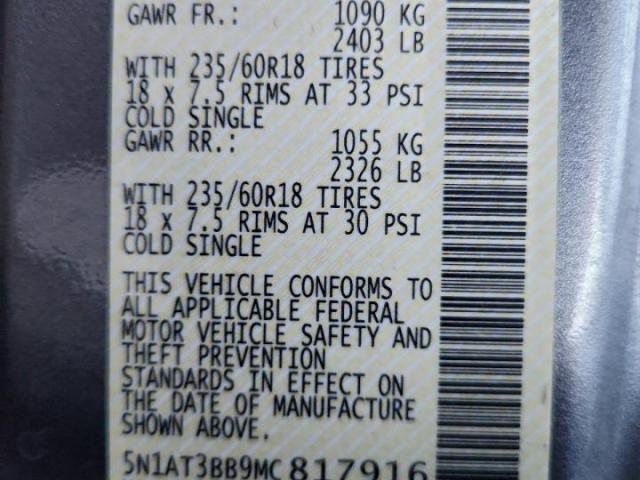 GAWR FR.: 1090 KG
2403 LB
WITH 235/60R18 TIRES
18 x 7.5 RIMS AT 33 PSI
COLD SINGLE
GAWR RR.: 1055 KG
2326 LB
WITH 235/60R18 TIRES
18 x 7.5 RIMS AT 30 PSI
COLD SINGLE
THIS VEHICLE CONFORMS TO
ALL APPLICABLE FEDERAL
MOTOR VEHICLE SAFETY AND
THEFT PREVENTION
STANDARDS IN EFFECT ON
THE DATE OF MANUFACTURE
SHOWN ABOVE.
5N1AT3BB9MC817916